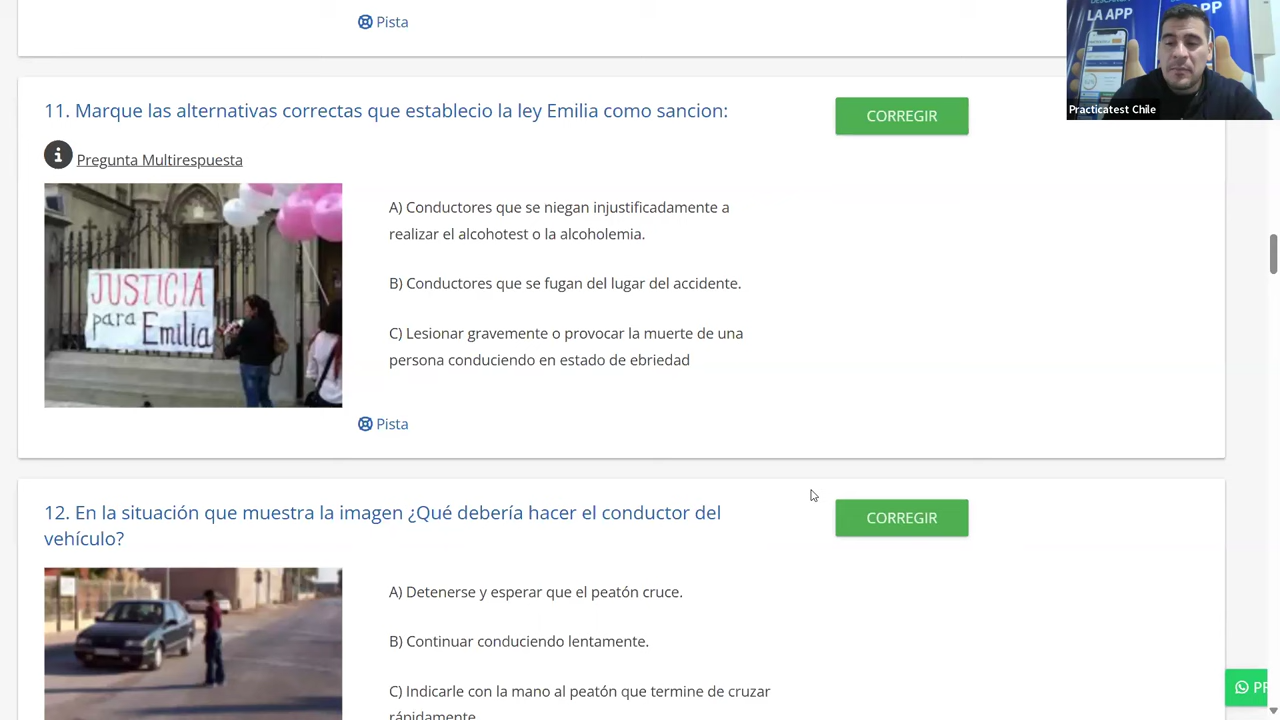 Pista
LA APP
APP
Practicatest Chile
11. Marque las alternativas correctas que establecio la ley Emilia como sancion:
CORREGIR
Pregunta Multirespuesta
JUSTICIA
para Emilia
A) Conductores que se niegan injustificadamente a
realizar el alcohotest o la alcoholemia.
B) Conductores que se fugan del lugar del accidente.
C) Lesionar gravemente o provocar la muerte de una
persona conduciendo en estado de ebriedad
Pista
12. En la situación que muestra la imagen ¿Qué debería hacer el conductor del
vehículo?
CORREGIR
A) Detenerse y esperar que el peatón cruce.
B) Continuar conduciendo lentamente.
C) Indicarle con la mano al peatón que termine de cruzar
rápidamente